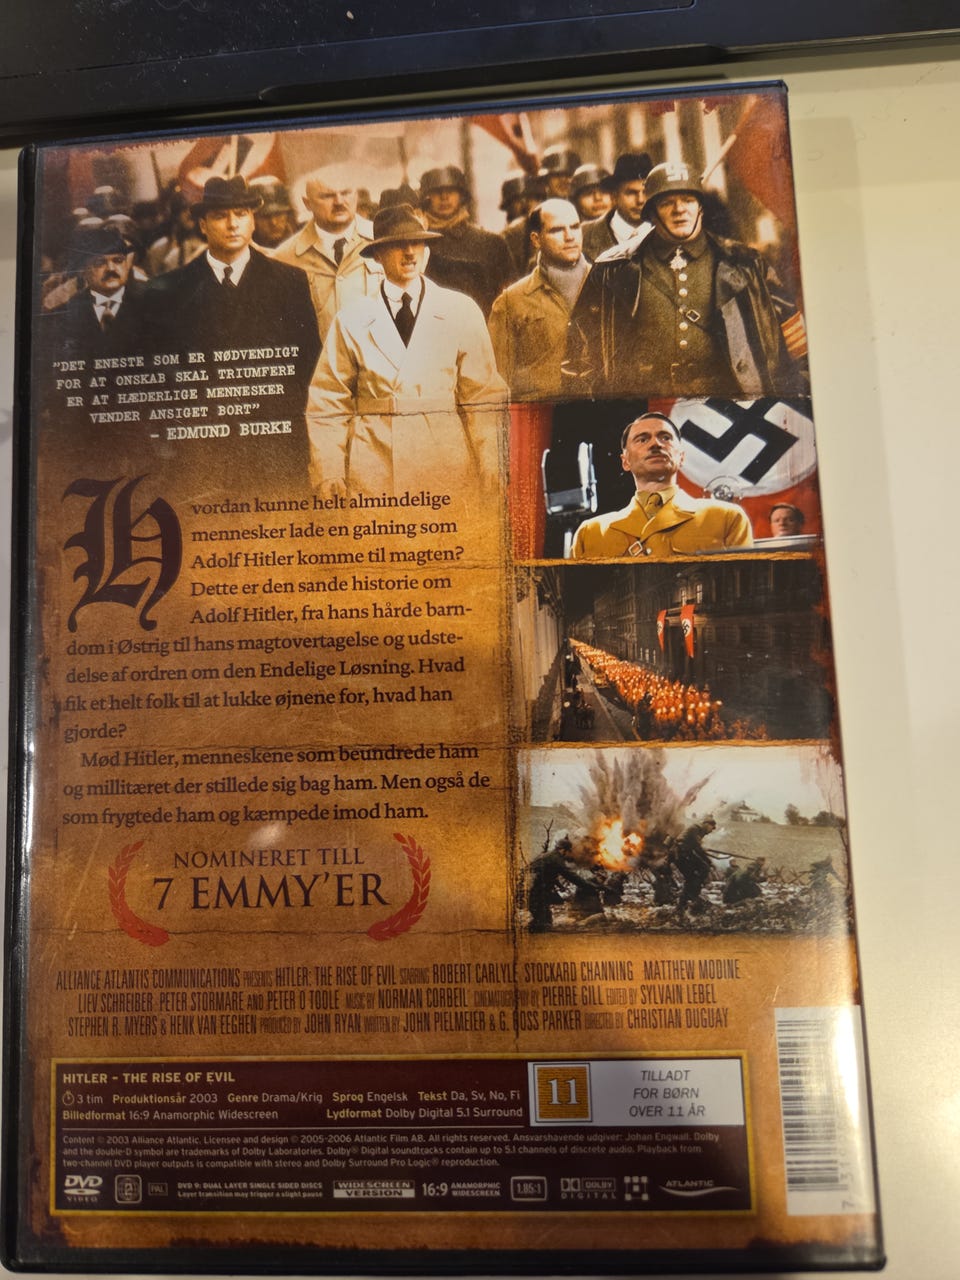 "DET ENESTE SOM ER NØDVENDIGT
FOR AT ONSKAB SKAL TRIUMFERE
ER AT HÆDERLIGE MENNESKER
VENDER ANSIGET BORT"
- EDMUND BURKE
Hvordan kunne helt almindelige
mennesker lade en galning som
Adolf Hitler komme til magten?
Dette er den sande historie om
Adolf Hitler, fra hans hårde barn-
dom i Østrig til hans magtovertagelse og udste-
delse af ordren om den Endelige Løsning. Hvad
fik et helt folk til at lukke øjnene for, hvad han
gjorde?
Mød Hitler, menneskene som beundrede ham
og millitæret der stillede sig bag ham. Men også de
som frygtede ham og kæmpede imod ham.
NOMINERET TILL
7 EMMY'ER
ALLIANCE ATLANTIS COMMUNICATIONS PRESENTS HITLER: THE RISE OF EVIL STARRING ROBERT CARLYLE STOCKARD CHANNING MATTHEW MODINE
LIEV SCHREIBER PETER STORMARE AND PETER O TOOLE MUSIC BY NORMAN CORBEIL CINEMATOGRAPHY BY PIERRE GILL EDITED BY SYLVAIN LEBEL
STEPHEN R. MYERS & HENK VAN EEGHEN PRODUCED BY JOHN RYAN WRITTEN BY JOHN PIELMEIER & G. ROSS PARKER DIRECTED BY CHRISTIAN DUGUAY
HITLER – THE RISE OF EVIL
3 tim Produktionsår 2003 Genre Drama/Krig Sprog Engelsk Tekst Da, Sv, No, Fi
Billedformat 16:9 Anamorphic Widescreen Lydformat Dolby Digital 5.1 Surround
11
TILLADT
FOR BØRN
OVER 11 ÅR
Content © 2003 Alliance Atlantic. Licensee and design © 2005-2006 Atlantic Film AB. All rights reserved. Ansvarshavende udgiver: Johan Engwall. Dolby
and the double-D symbol are trademarks of Dolby Laboratories. Dolby® Digital soundtracks contain up to 5.1 channels of discrete audio. Playback from
two-channel DVD player outputs is compatible with stereo and Dolby Surround Pro Logic® reproduction.
DVD VIDEO
2
PAL
DVD 9: DUAL LAYER SINGLE SIDED DISCS
Layer transition may trigger a slight pause
WIDESCREEN
VERSION
16:9 ANAMORPHIC
WIDESCREEN
1.85:1
DOLBY
DIGITAL
ATLANTIC